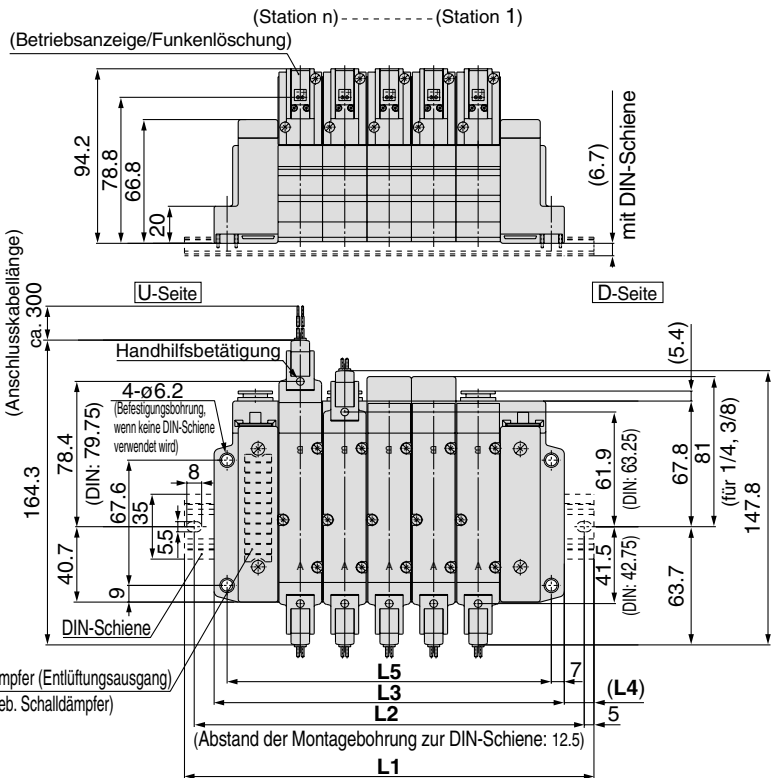 (Station n) (Station 1)
(Betriebsanzeige/Funkenlöschung)
94.2
78.8
66.8
20
(6.7)
mit DIN-Schiene
U-Seite
D-Seite
(Anschlusskabellänge)
ca. 300
Handhilfsbetätigung
4-ø6.2
(Befestigungsbohrung,
wenn keine DIN-Schiene
verwendet wird)
164.3
78.4
(DIN: 79.75)
67.6
35
8
5.5
40.7
9
(5.4)
61.9
(DIN: 63.25)
67.8
81
(für 1/4, 3/8)
147.8
41.5
(DIN: 42.75)
63.7
B B B B B
A A A A A
DIN-Schiene
mpfer (Entlüftungsausgang)
eb. Schalldämpfer)
L5
7
L3
(L4)
L2
5
(Abstand der Montagebohrung zur DIN-Schiene: 12.5)
L1